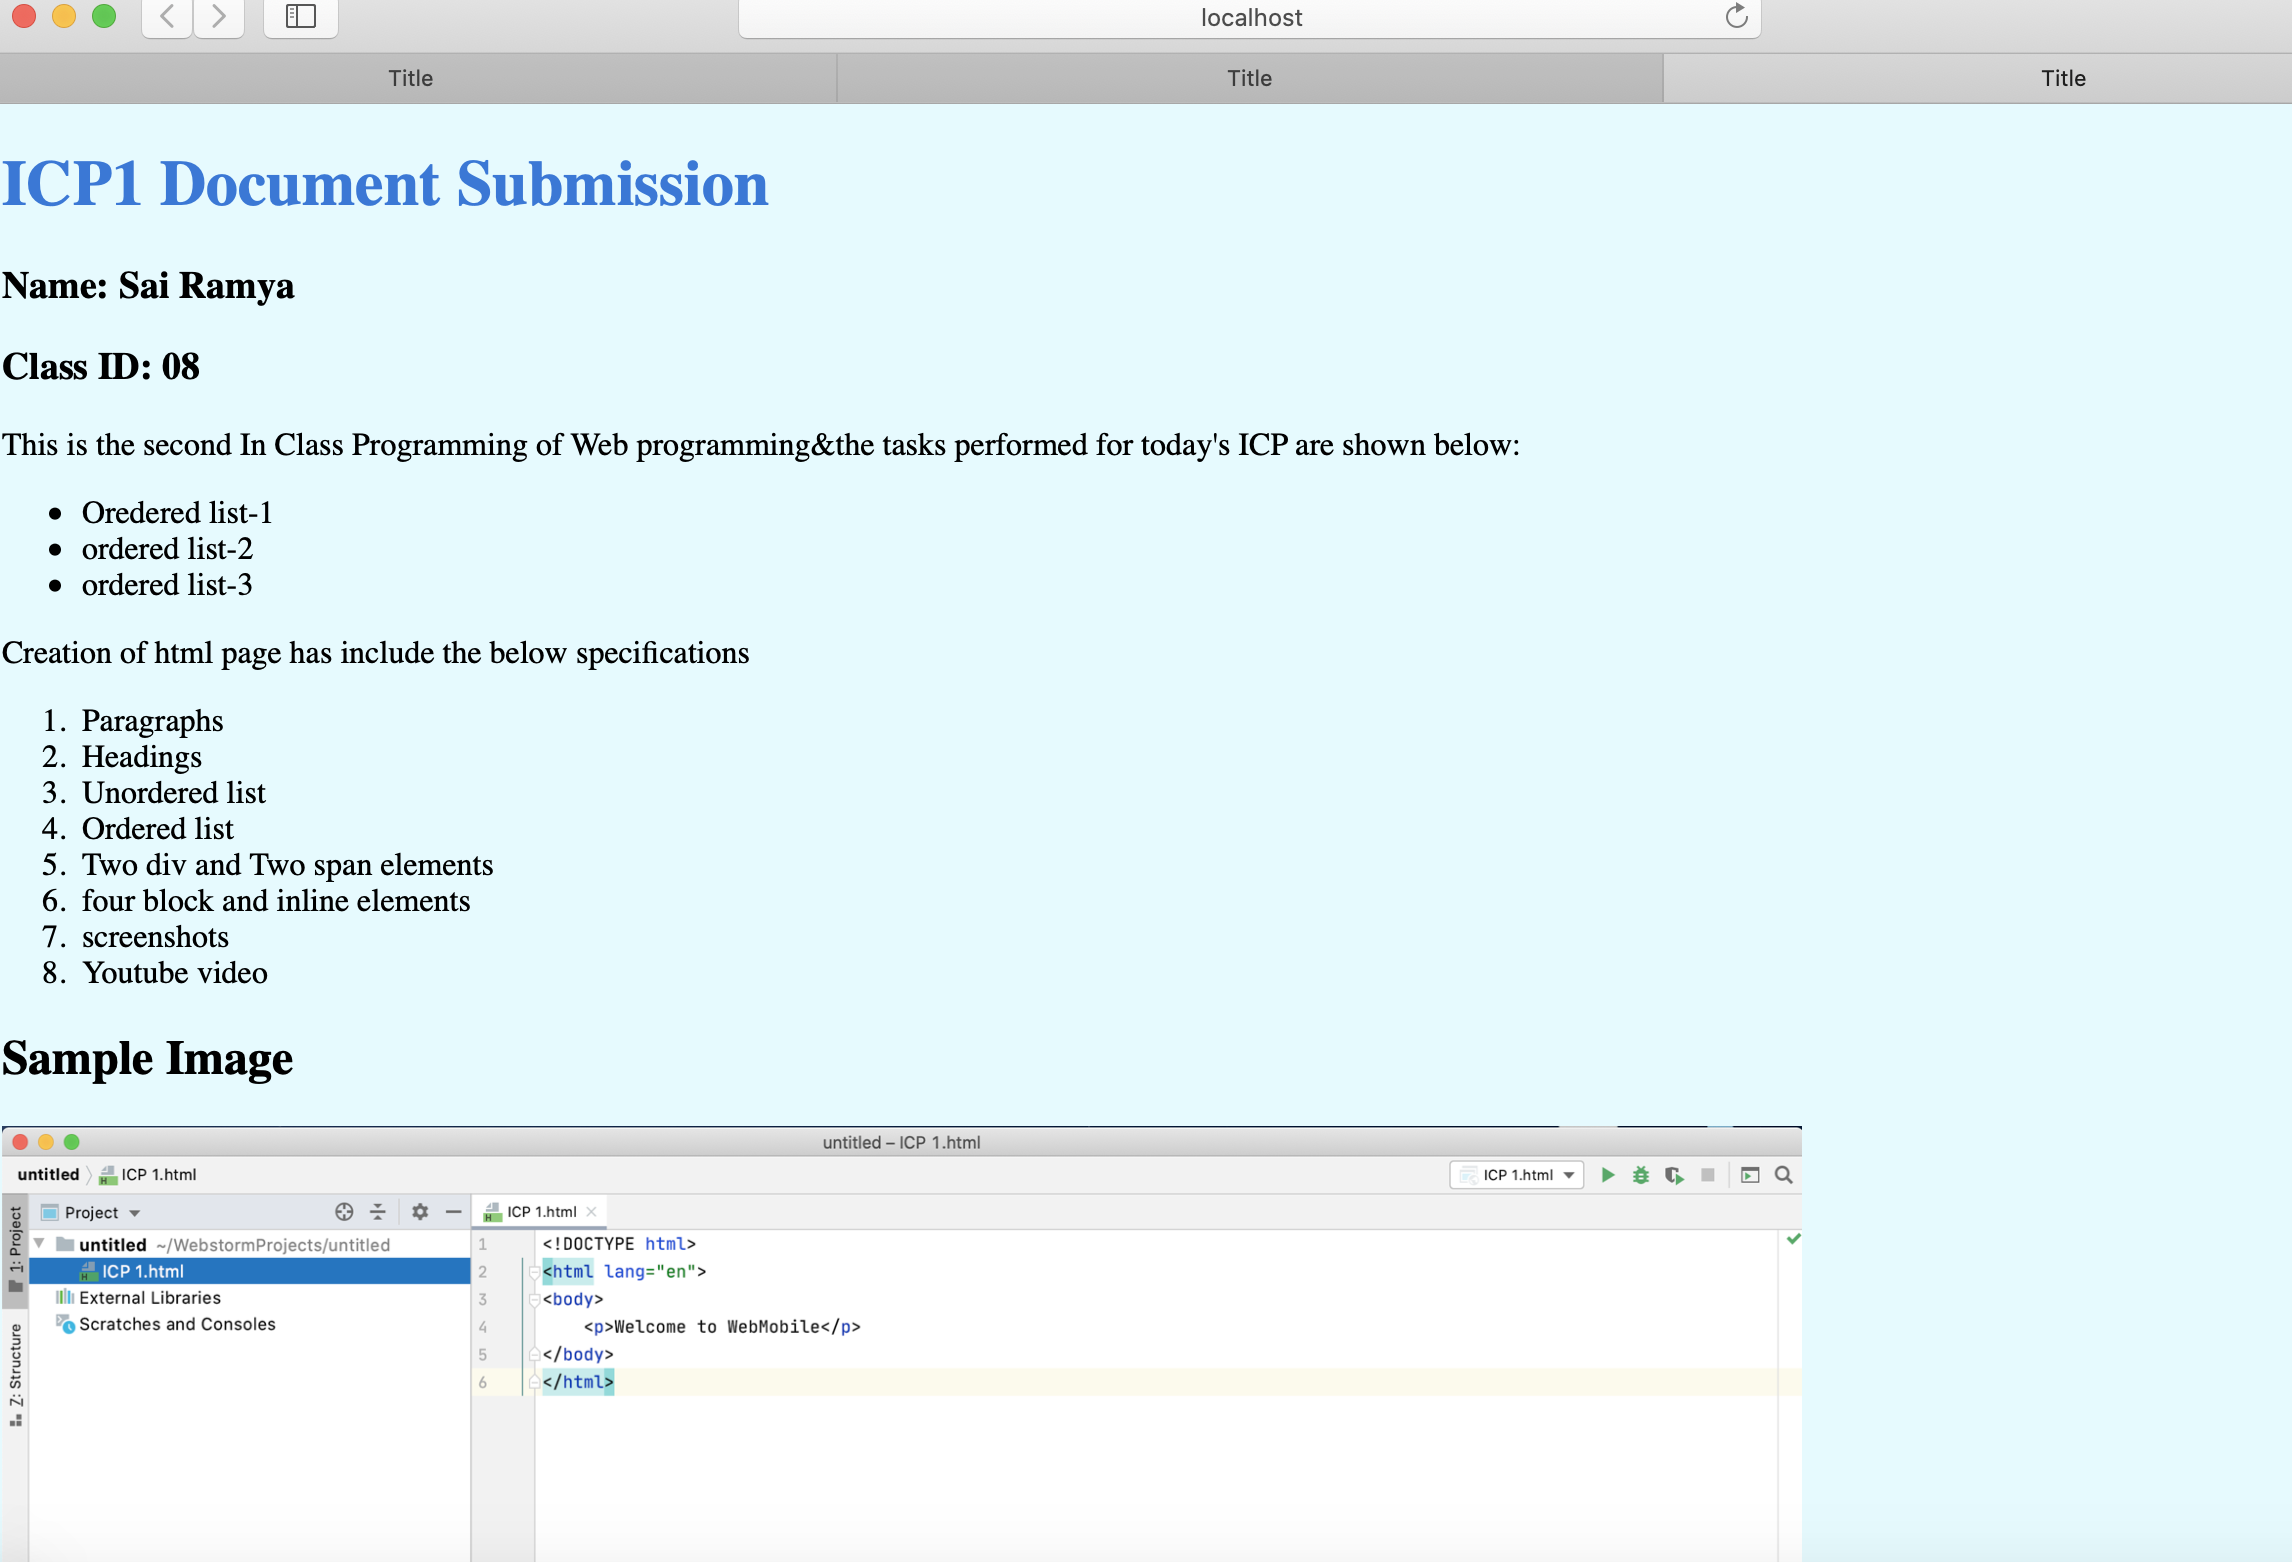 localhost
Title
Title
Title
ICP1 Document Submission
Name: Sai Ramya
Class ID: 08
This is the second In Class Programming of Web programming&the tasks performed for today's ICP are shown below:
• Oredered list-1
• ordered list-2
• ordered list-3
Creation of html page has include the below specifications
1. Paragraphs
2. Headings
3. Unordered list
4. Ordered list
5. Two div and Two span elements
6. four block and inline elements
7. screenshots
8. Youtube video
Sample Image
untitled – ICP 1.html
untitled ICP 1.html
ICP 1.html
1: Project
Z: Structure
Project
untitled ~/WebstormProjects/untitled
ICP 1.html
External Libraries
Scratches and Consoles
ICP 1.html
1 <!DOCTYPE html>
2 <html lang="en">
3 <body>
4 <p>Welcome to WebMobile</p>
5 </body>
6 </html>